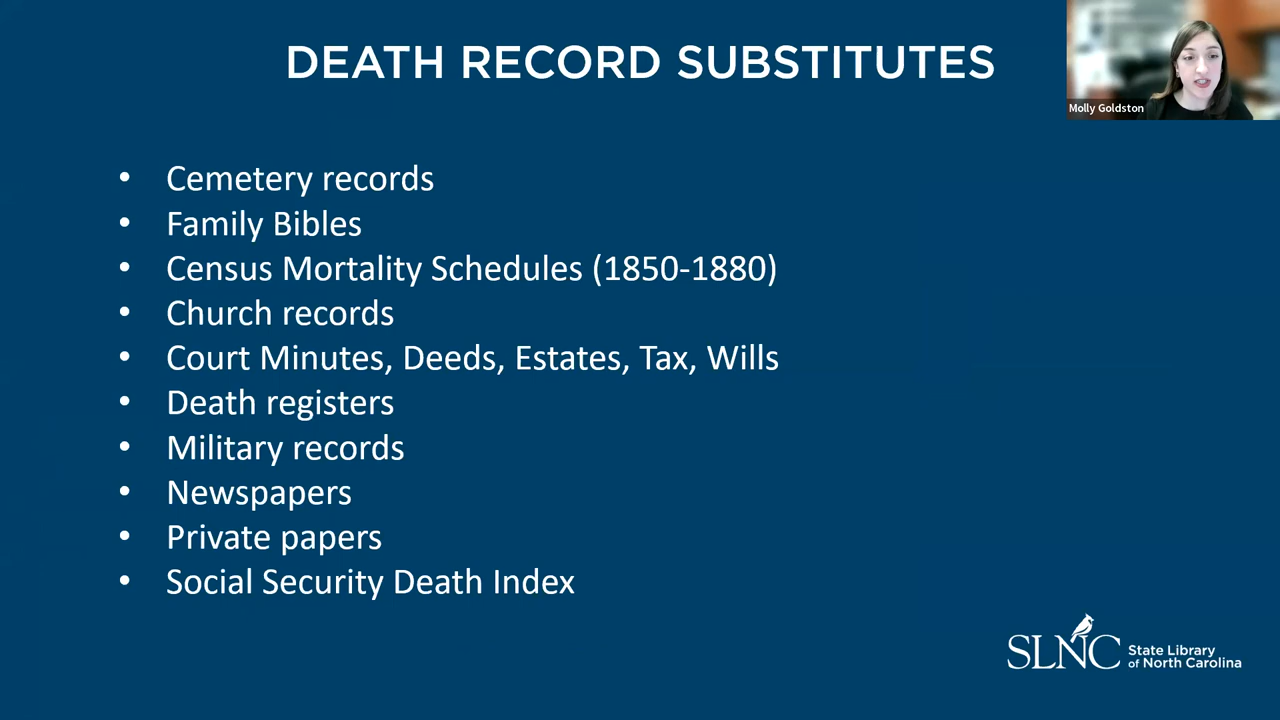 DEATH RECORD SUBSTITUTES
Molly Goldston
• Cemetery records
• Family Bibles
• Census Mortality Schedules (1850-1880)
• Church records
• Court Minutes, Deeds, Estates, Tax, Wills
• Death registers
• Military records
• Newspapers
• Private papers
• Social Security Death Index
SLNC
State Library
of North Carolina